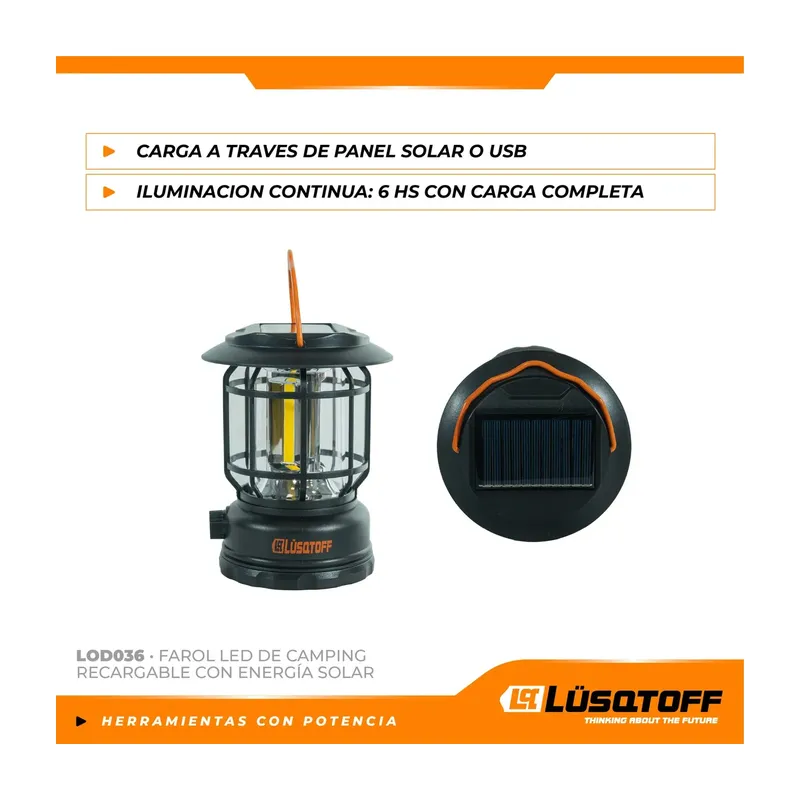 CARGA A TRAVES DE PANEL SOLAR O USB
ILUMINACION CONTINUA: 6 HS CON CARGA COMPLETA
LÜSQTOFF
LOD036 · FAROL LED DE CAMPING
RECARGABLE CON ENERGÍA SOLAR
LÜSQTOFF
THINKING ABOUT THE FUTURE
HERRAMIENTAS CON POTENCIA